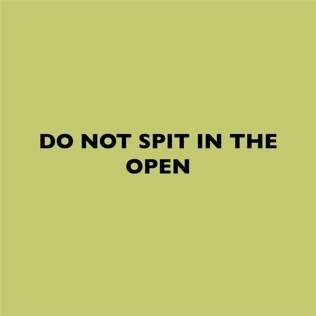 DO NOT SPIT IN THE
OPEN